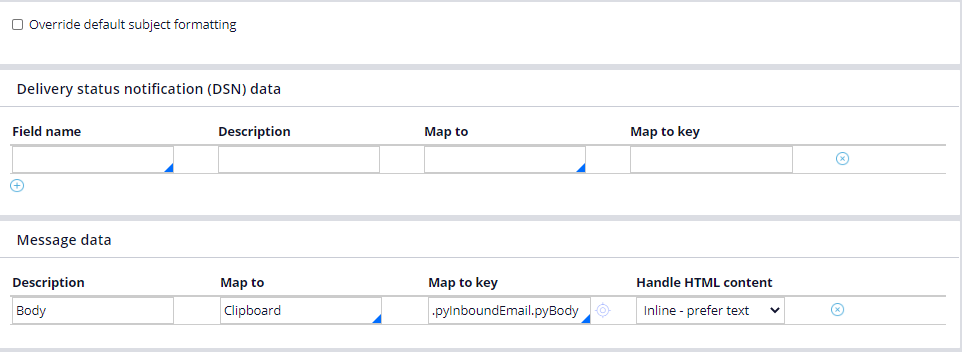 Override default subject formatting
Delivery status notification (DSN) data
Field name Description Map to Map to key
Message data
Description Map to Map to key Handle HTML content
Body Clipboard .pyInboundEmail.pyBody Inline - prefer text